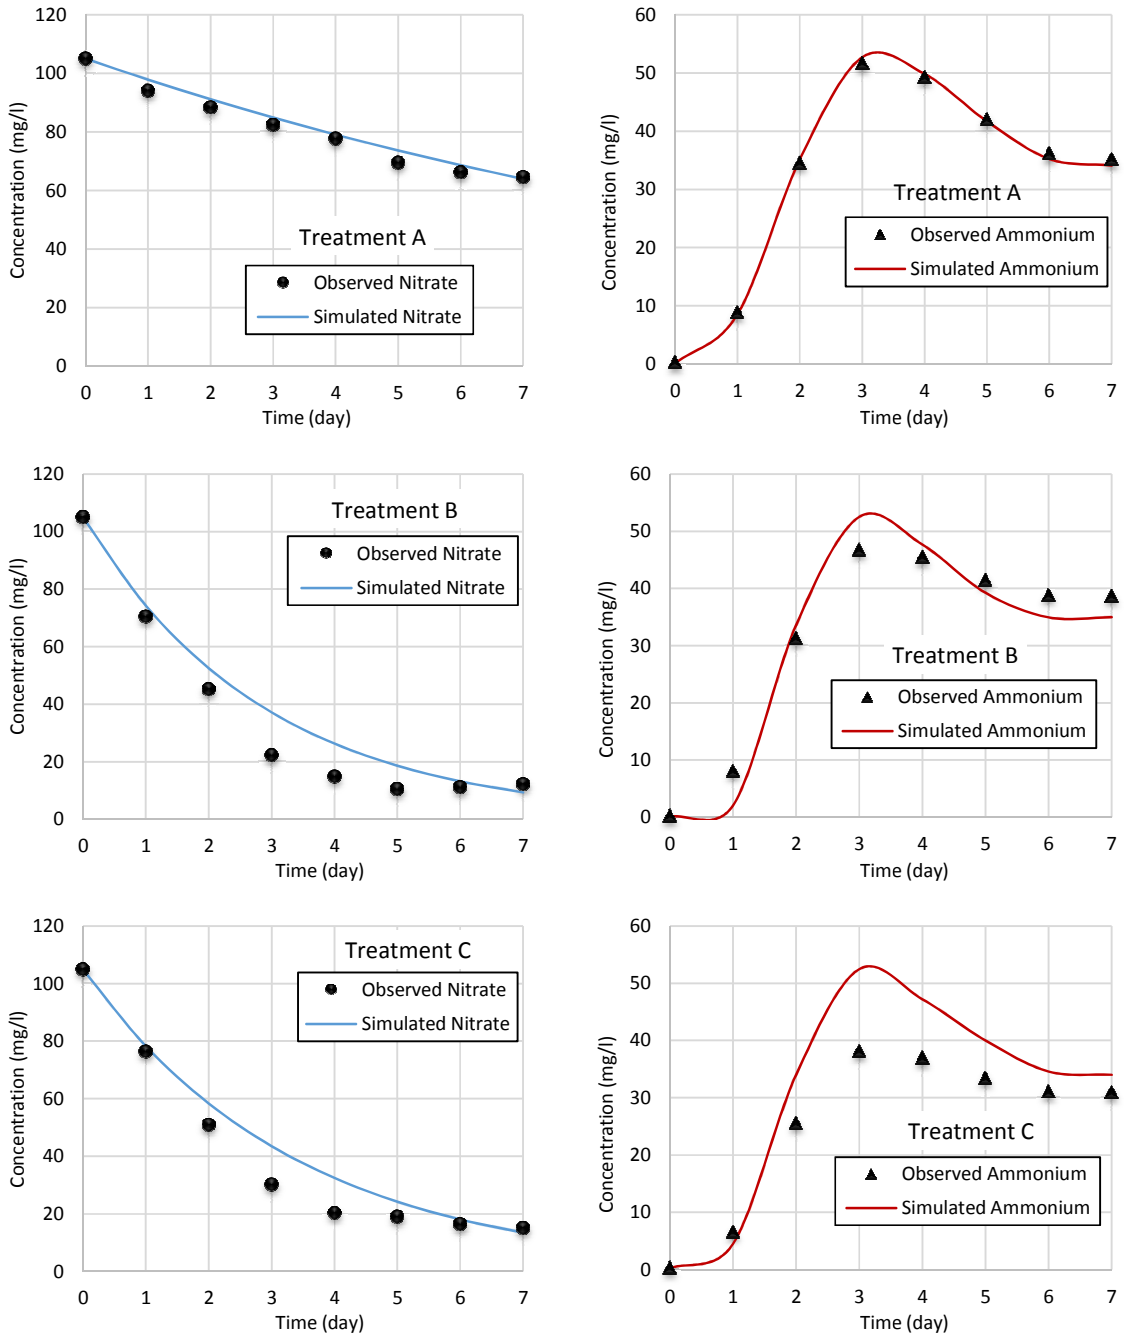 120
100
80
60
40
20
0
Concentration (mg/l)
Treatment A
Observed Nitrate
Simulated Nitrate
0 1 2 3 4 5 6 7
Time (day)
60
50
40
30
20
10
0
Concentration (mg/l)
Treatment A
Observed Ammonium
Simulated Ammonium
0 1 2 3 4 5 6 7
Time (day)
120
100
80
60
40
20
0
Concentration (mg/l)
Treatment B
Observed Nitrate
Simulated Nitrate
0 1 2 3 4 5 6 7
Time (day)
60
50
40
30
20
10
0
Concentration (mg/l)
Treatment B
Observed Ammonium
Simulated Ammonium
0 1 2 3 4 5 6 7
Time (day)
120
100
80
60
40
20
0
Concentration (mg/l)
Treatment C
Observed Nitrate
Simulated Nitrate
0 1 2 3 4 5 6 7
Time (day)
60
50
40
30
20
10
0
Concentration (mg/l)
Treatment C
Observed Ammonium
Simulated Ammonium
0 1 2 3 4 5 6 7
Time (day)